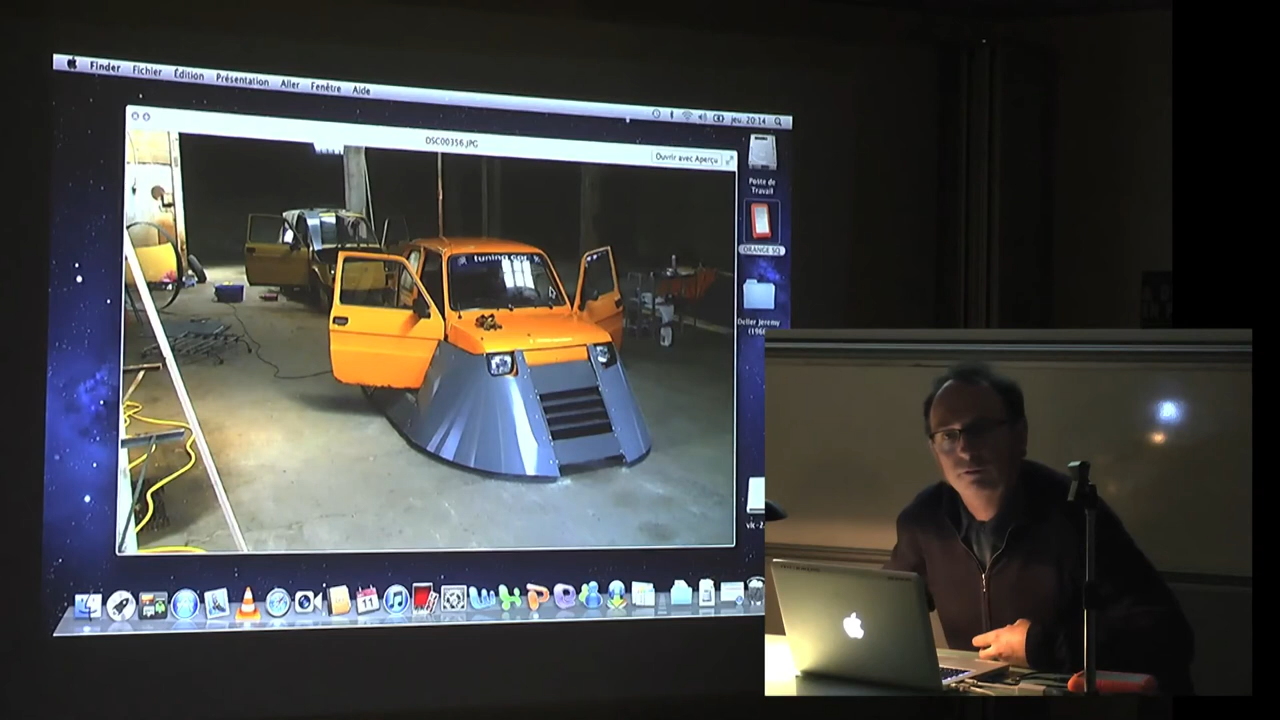 Finder Fichier Édition Présentation Aller Fenêtre Aide
jeu. 20:14
DSC00356.JPG
Ouvrir avec Aperçu
tuning car
Poste de
Travail
ORANGE SQ
Deller Jeremy
11